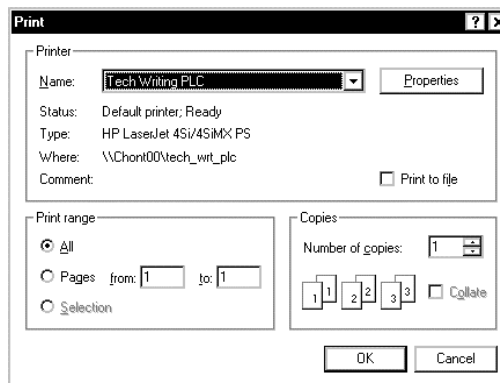 Print
Printer
Name: Tech Writing PLC Properties
Status: Default printer; Ready
Type: HP LaserJet 4Si/4SiMX PS
Where: \\Chont00\tech_wrt_plc
Comment: Print to file
Print range
All
Pages from: 1 to: 1
Selection
Copies
Number of copies: 1
1 1 2 2 3 3 Collate
OK Cancel